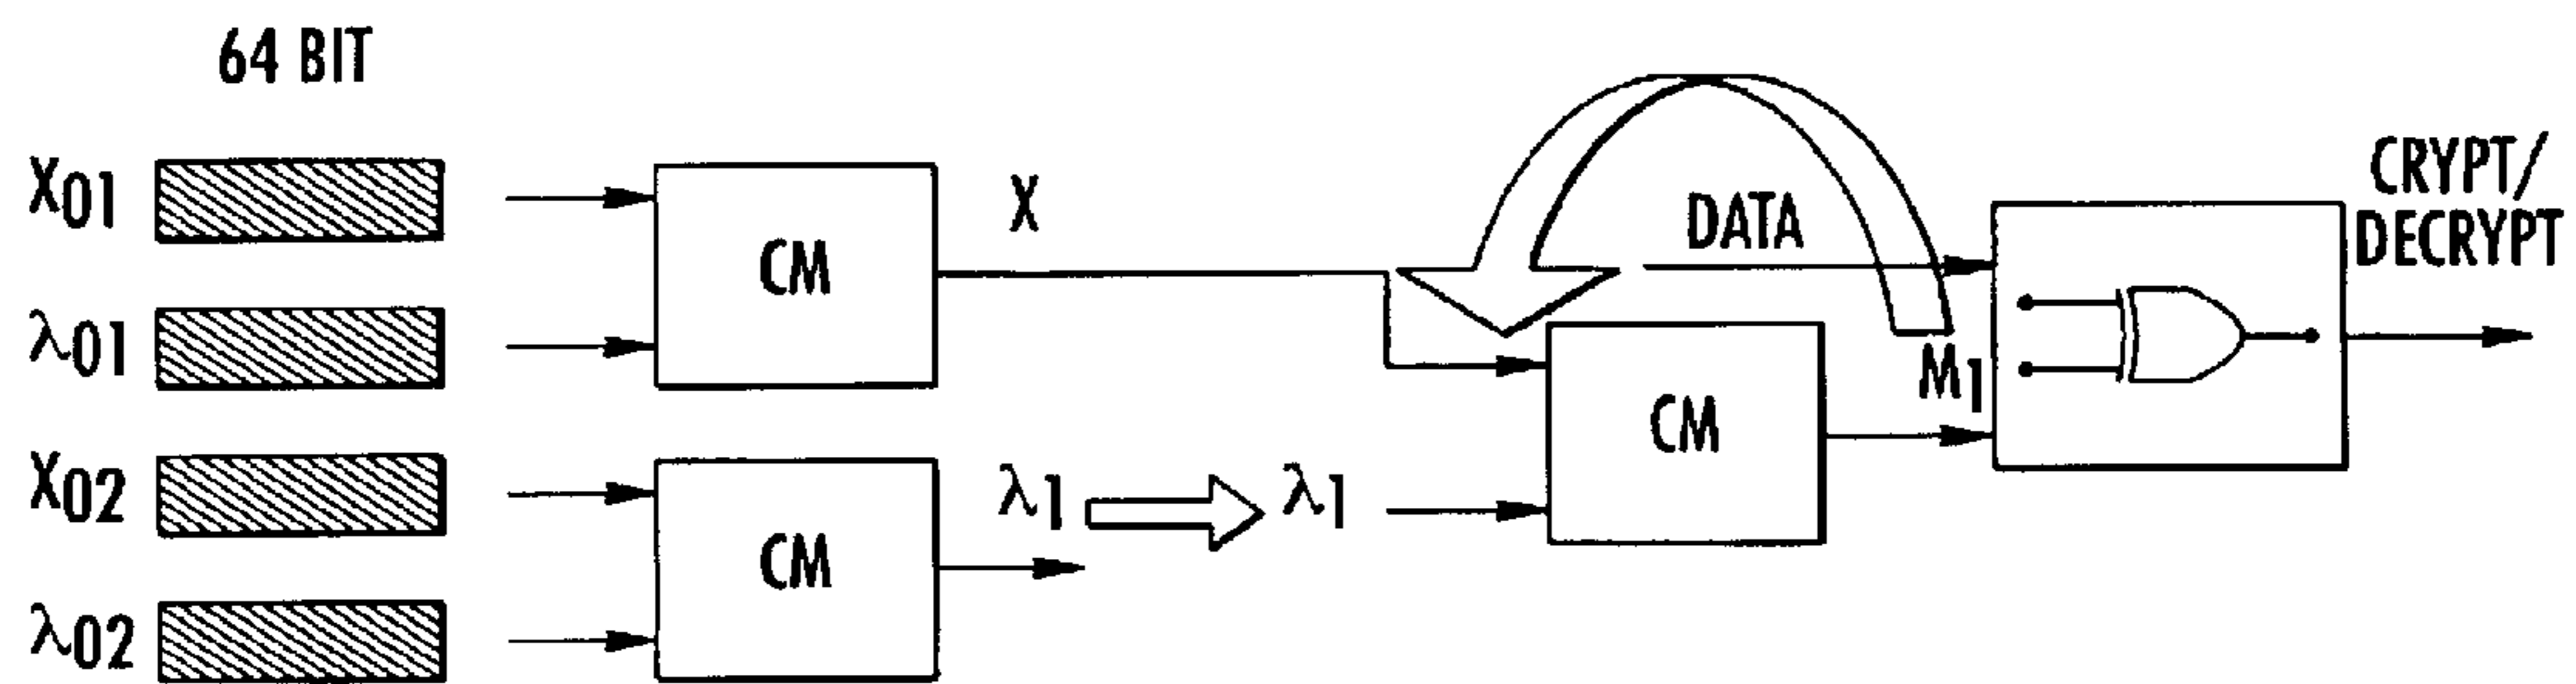 64 BIT
X01
λ01
X02
λ02
CM
X
CM
λ1
λ1
DATA
CM
M1
CRYPT/
DECRYPT